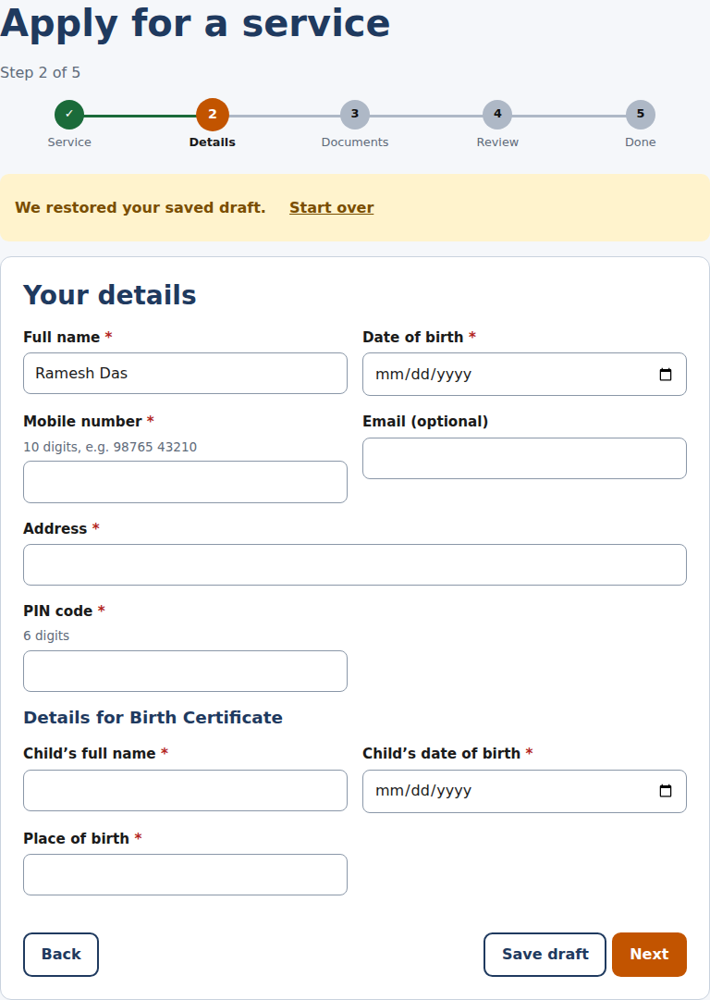 Apply for a service
Step 2 of 5
✓ 2 3 4 5
Service Details Documents Review Done
We restored your saved draft. Start over
Your details
Full name * Date of birth *
Ramesh Das mm/dd/yyyy
Mobile number * Email (optional)
10 digits, e.g. 98765 43210
Address *
PIN code *
6 digits
Details for Birth Certificate
Child’s full name * Child’s date of birth *
mm/dd/yyyy
Place of birth *
Back Save draft Next